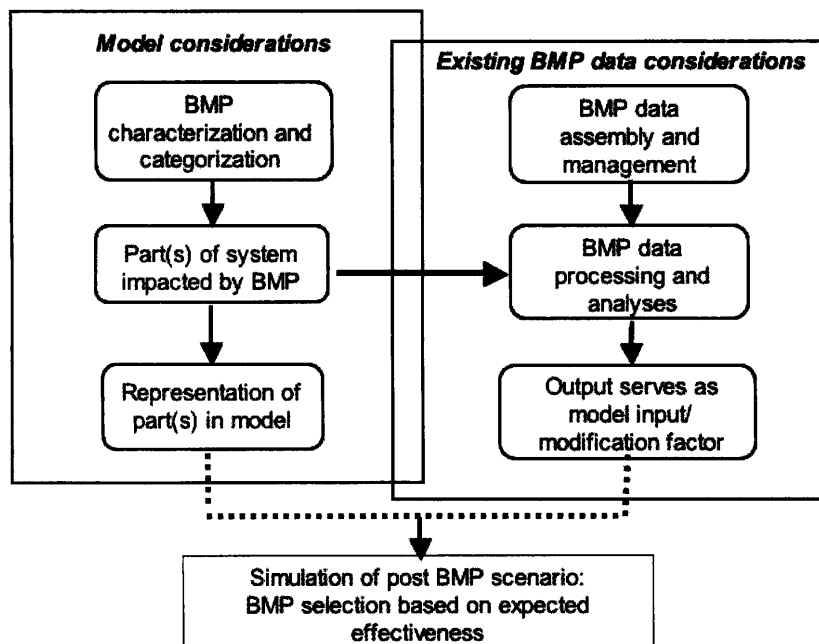 Model considerations
BMP
characterization and
categorization
Part(s) of system
impacted by BMP
Representation of
part(s) in model
Existing BMP data considerations
BMP data
assembly and
management
BMP data
processing and
analyses
Output serves as
model input/
modification factor
Simulation of post BMP scenario:
BMP selection based on expected
effectiveness